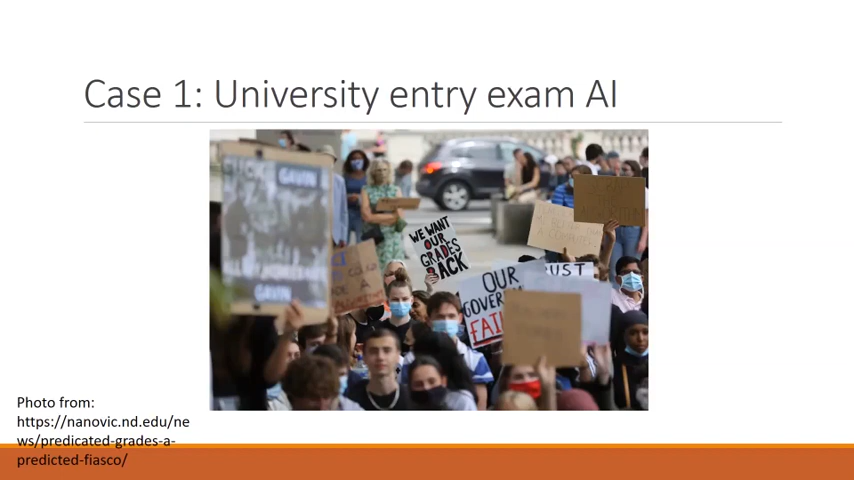 Case 1: University entry exam AI
GAVIN
WE WANT
OUR
GRADES
BACK
OUR
GOVER
FAI
UST
GAVIN
Photo from:
https://nanovic.nd.edu/ne
ws/predicated-grades-a-
predicted-fiasco/